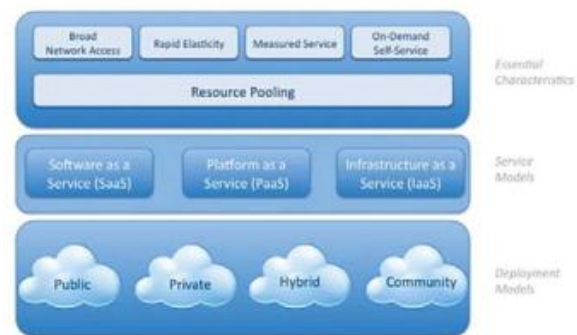 Broad
Network Access
Rapid Elasticity
Measured Service
On-Demand
Self-Service
Resource Pooling
Essential
Characteristics
Software as a
Service (SaaS)
Platform as a
Service (PaaS)
Infrastructure as a
Service (IaaS)
Service
Models
Public
Private
Hybrid
Community
Deployment
Models